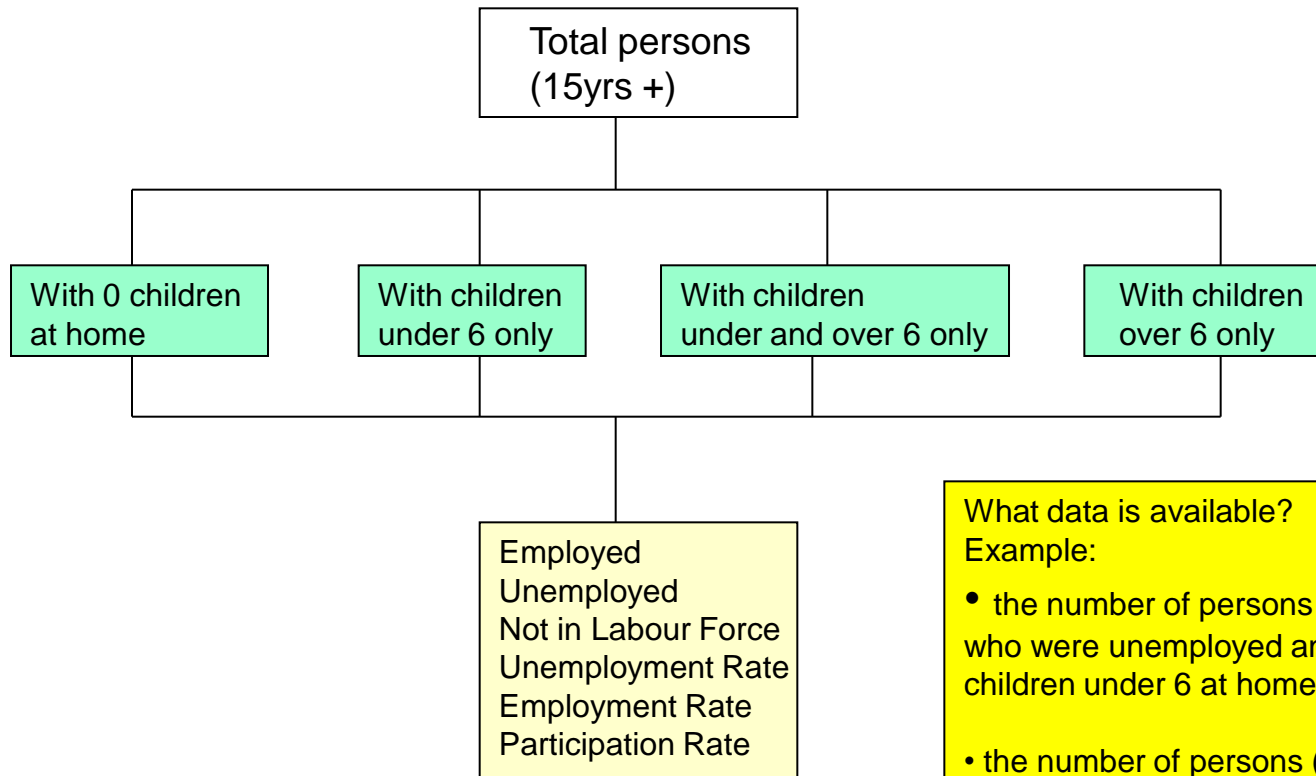 Total persons
(15yrs +)
With 0 children
at home
With children
under 6 only
With children
under and over 6 only
With children
over 6 only
Employed
Unemployed
Not in Labour Force
Unemployment Rate
Employment Rate
Participation Rate
What data is available?
Example:
• the number of persons
who were unemployed
children under 6 at home
• the number of persons (